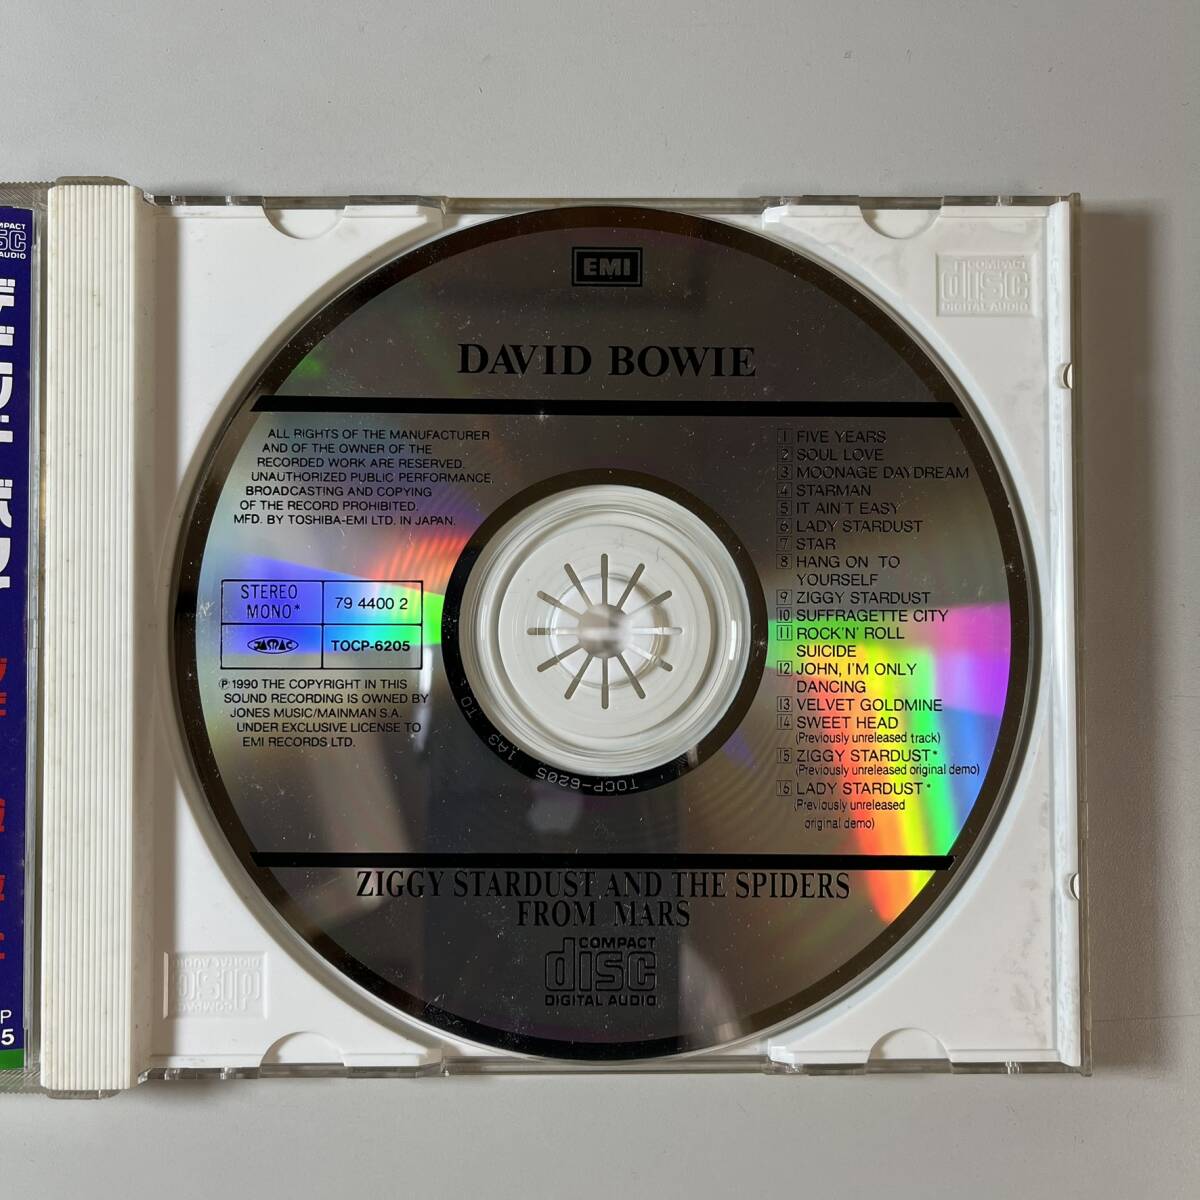 COMPACT
disc
DIGITAL AUDIO
EMI
DAVID BOWIE
ALL RIGHTS OF THE MANUFACTURER
AND OF THE OWNER OF THE
RECORDED WORK ARE RESERVED.
UNAUTHORIZED PUBLIC PERFORMANCE,
BROADCASTING AND COPYING
OF THE RECORD PROHIBITED.
MFD. BY TOSHIBA-EMI LTD. IN JAPAN.
STEREO
MONO*
79 4400 2
JASRAC
TOCP-6205
℗ 1990 THE COPYRIGHT IN THIS
SOUND RECORDING IS OWNED BY
JONES MUSIC/MAINMAN S.A.
UNDER EXCLUSIVE LICENSE TO
EMI RECORDS LTD.
1 FIVE YEARS
2 SOUL LOVE
3 MOONAGE DAYDREAM
4 STARMAN
5 IT AIN'T EASY
6 LADY STARDUST
7 STAR
8 HANG ON TO
YOURSELF
9 ZIGGY STARDUST
10 SUFFRAGETTE CITY
11 ROCK'N' ROLL
SUICIDE
12 JOHN, I'M ONLY
DANCING
13 VELVET GOLDMINE
14 SWEET HEAD
(Previously unreleased track)
15 ZIGGY STARDUST*
(Previously unreleased original demo)
16 LADY STARDUST*
(Previously unreleased
original demo)
TOCP-6205 1A3 TO
ZIGGY STARDUST AND THE SPIDERS
FROM MARS
COMPACT
disc
DIGITAL AUDIO
COMPACT
disc
DIGITAL AUDIO